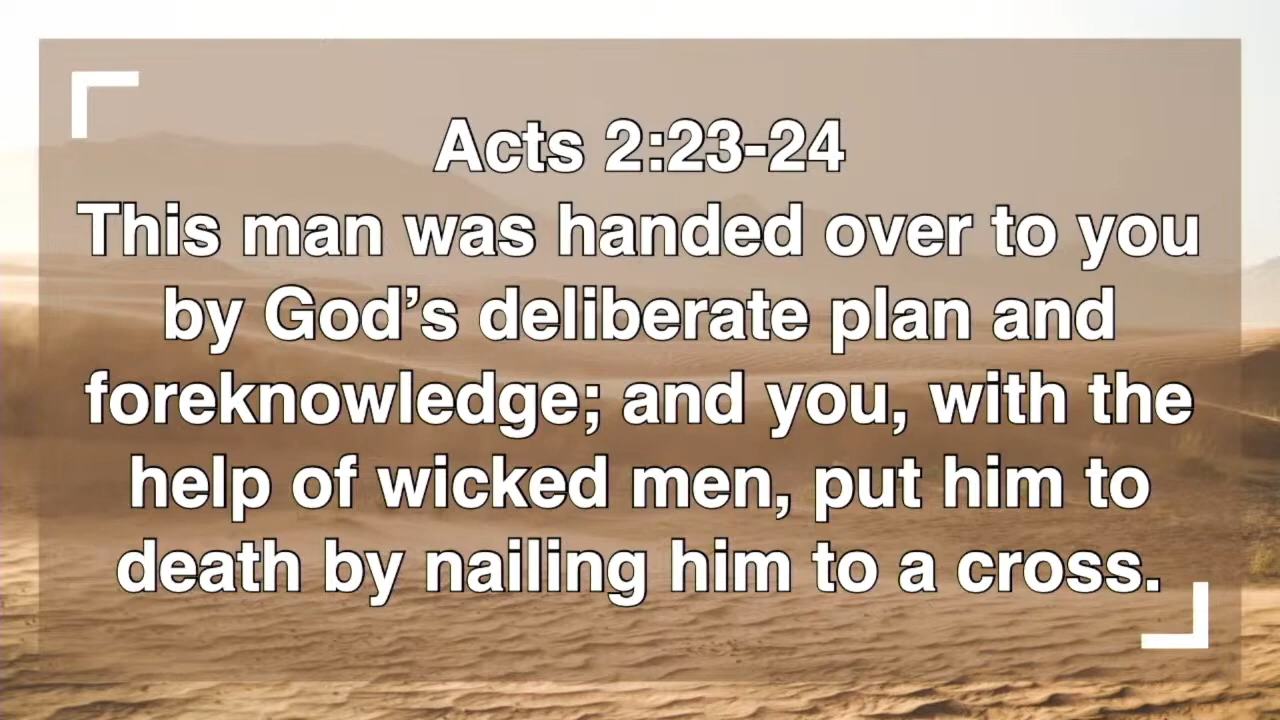 Acts 2:23-24
This man was handed over to you
by God’s deliberate plan and
foreknowledge; and you, with the
help of wicked men, put him to
death by nailing him to a cross.